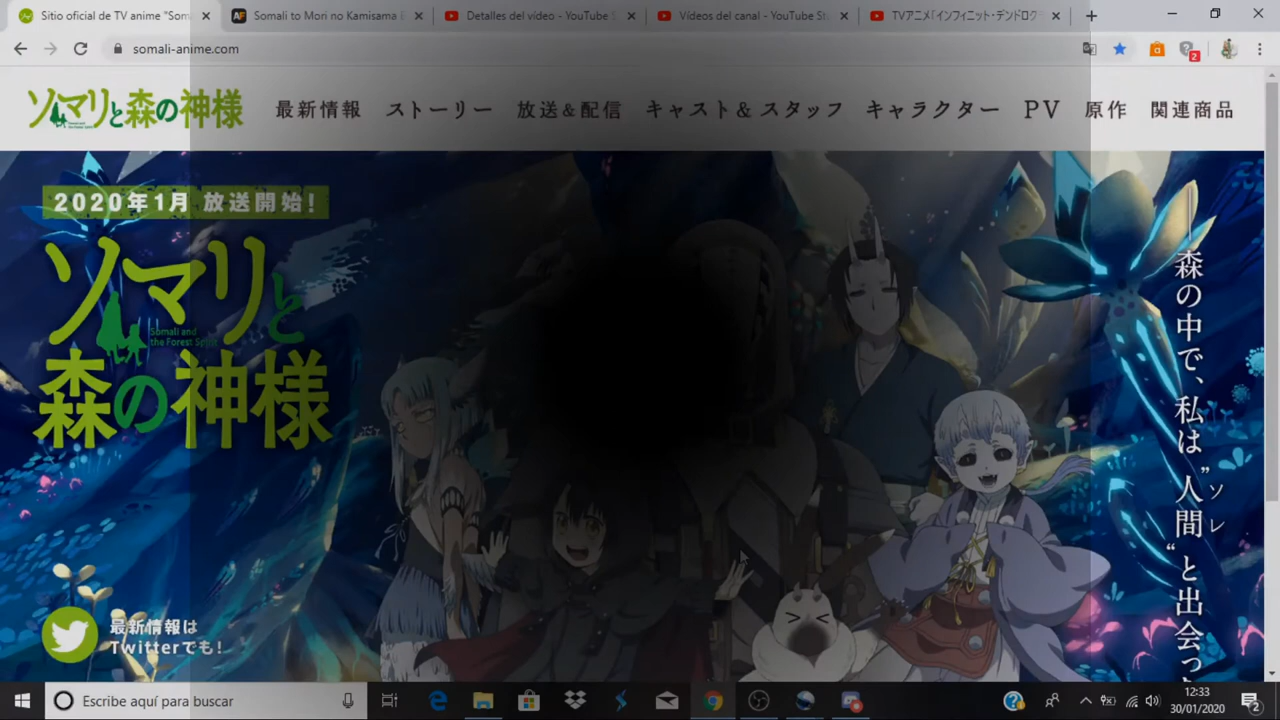 Sitio oficial de TV anime "Som
Somali to Mori no Kamisama
Detalles del vídeo - YouTube S
Vídeos del canal - YouTube Stu
TVアニメ『インフィニット・デンドログラ
somali-anime.com
2
ソマリと森の神様
最新情報 ストーリー 放送&配信 キャスト&スタッフ キャラクター PV 原作 関連商品
2020年1月 放送開始!
ソマリと
Somali and
the Forest Spirit
森の神様
森の中で、私は"人間"と出会っ
ソレ
最新情報は
Twitterでも!
Escribe aquí para buscar
12:33
30/01/2020
2